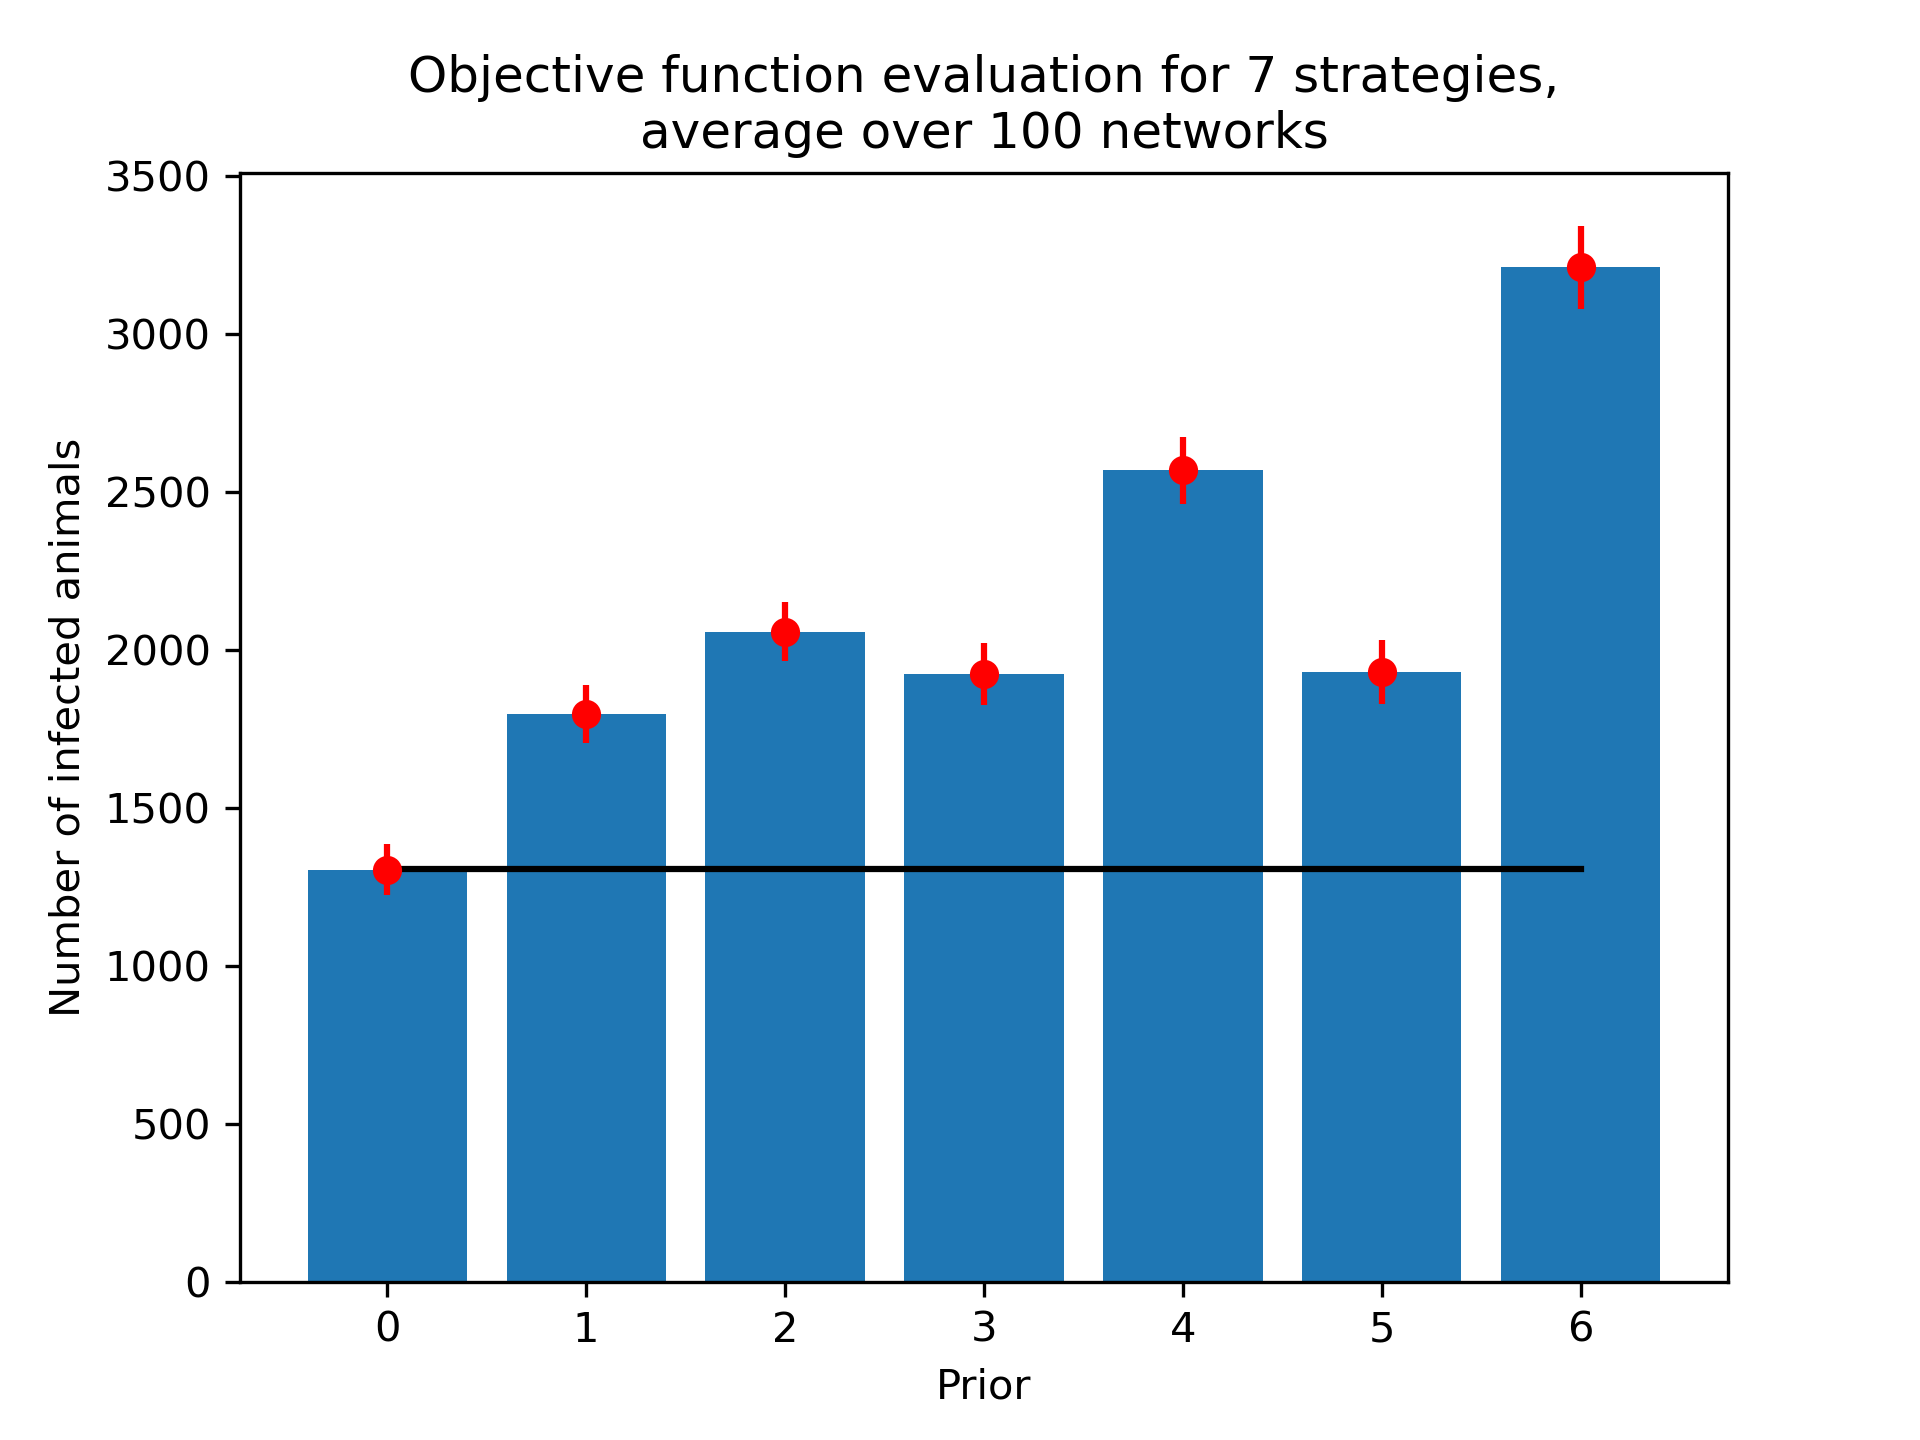 Objective function evaluation for 7 strategies,
average over 100 networks
3500
3000
2500
2000
1500
1000
500
0
Number of infected animals
0 1 2 3 4 5 6
Prior